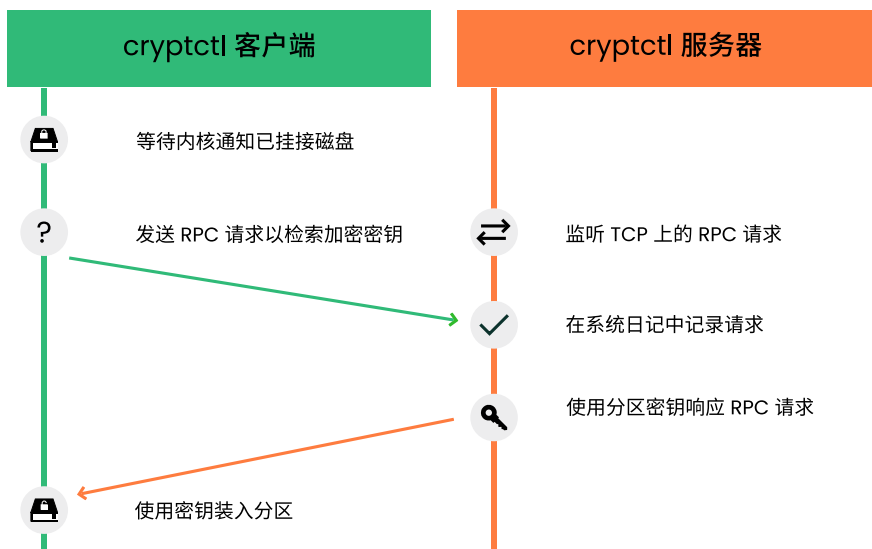 cryptctl 客户端
cryptctl 服务器
等待内核通知已挂接磁盘
?
发送 RPC 请求以检索加密密钥
监听 TCP 上的 RPC 请求
在系统日记中记录请求
使用分区密钥响应 RPC 请求
使用密钥装入分区